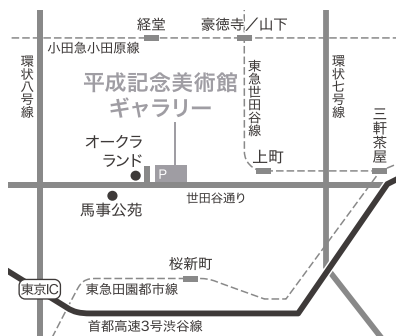 経堂
豪徳寺／山下
小田急小田原線
環状八号線
平成記念美術館
ギャラリー
東急世田谷線
環状七号線
三軒茶屋
オークラ
ランド
P
上町
世田谷通り
馬事公苑
桜新町
東京IC
東急田園都市線
首都高速3号渋谷線